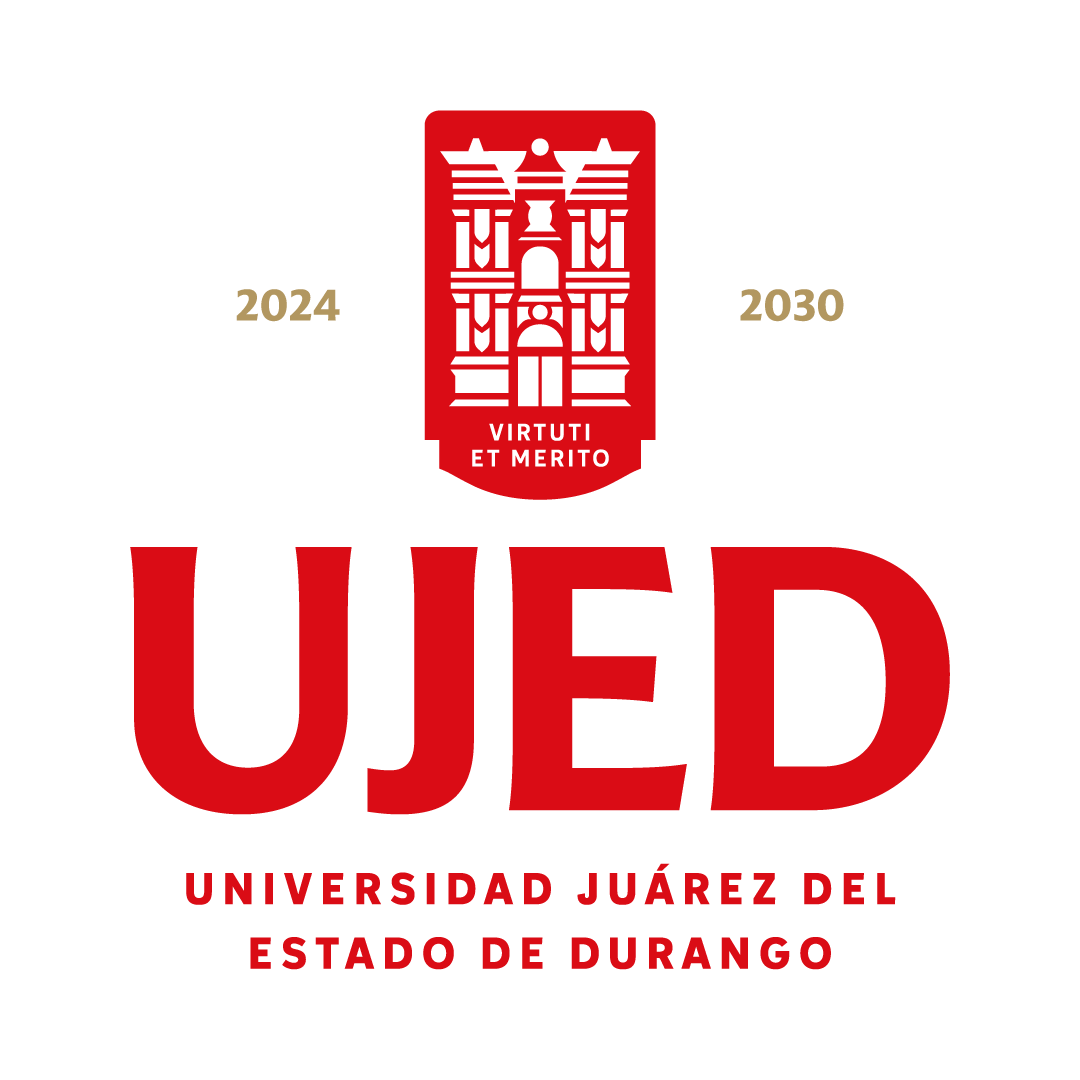 2024
2030
VIRTUTI
ET MERITO
UJED
UNIVERSIDAD JUÁREZ DEL
ESTADO DE DURANGO